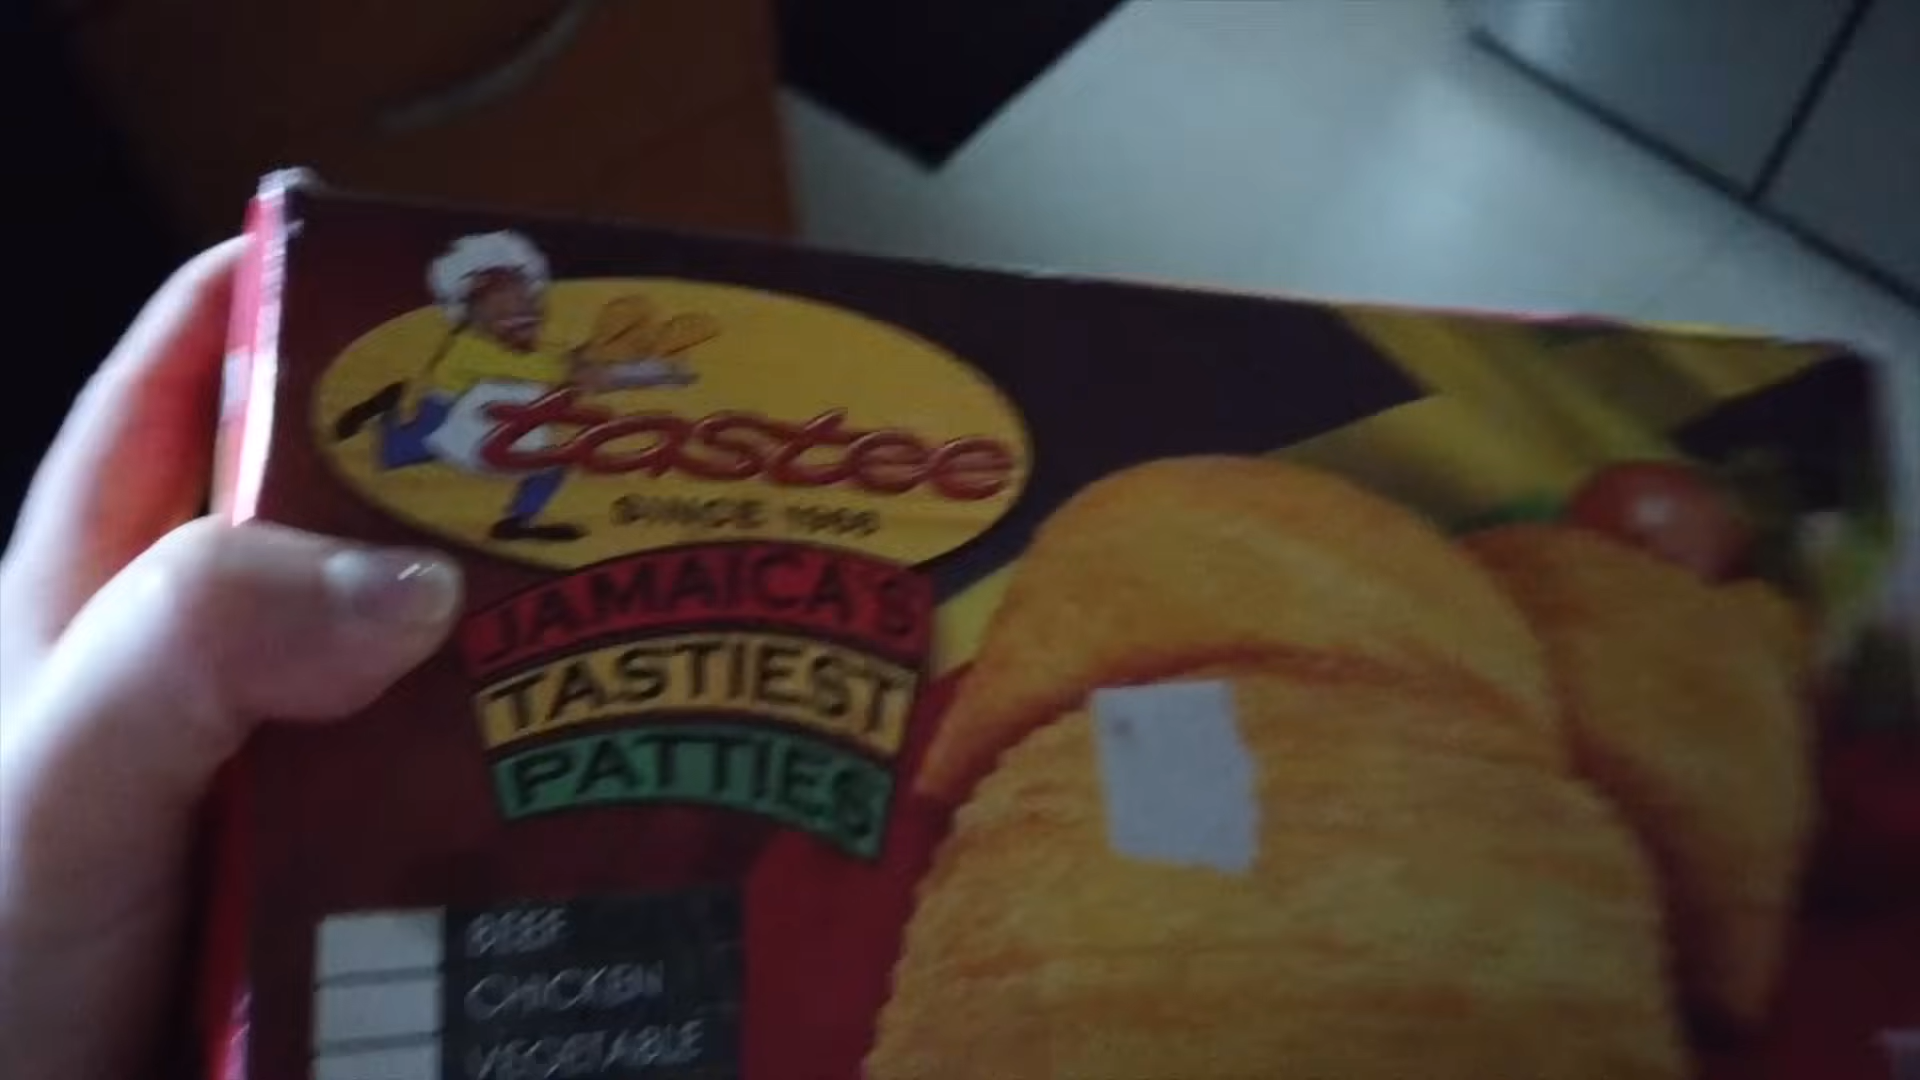 tastee
SINCE 1966
JAMAICA'S
TASTIEST
PATTIES
BEEF
CHICKEN
VEGETABLE